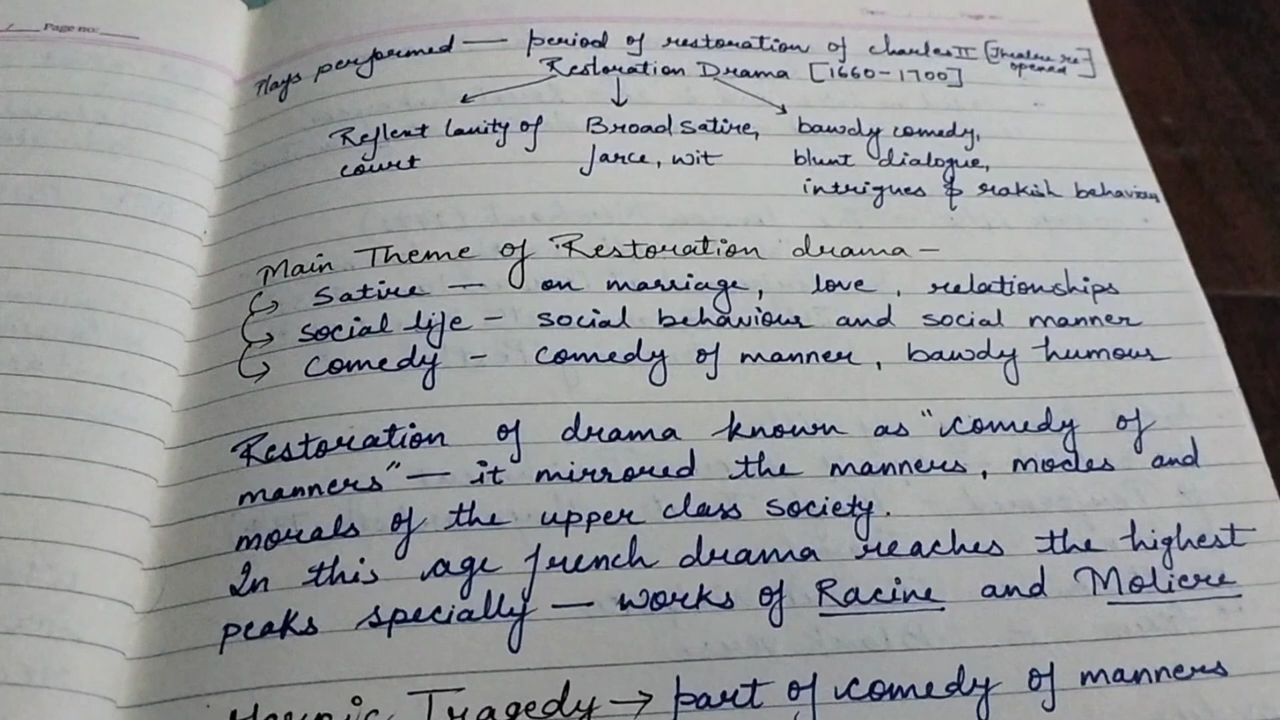 Page no:
Plays performed — period of restoration of charles II [Theatre re-opened]
Restoration Drama [1660-1700]
Reflent lauity of court
Broad satire, farce, wit
bawdy comedy, blunt dialogue, intrigues & rakish behaviour
Main Theme of Restoration drama —
Satire — on marriage, love, relationships
social life — social behaviour and social manner
comedy — comedy of manner, bawdy humour
Restoration of drama known as "comedy of
manners" — it mirrored the manners, modes and
morals of the upper class society.
In this age french drama reaches the highest
peaks specially — works of Racine and Moliere
Heroic Tragedy → part of comedy of manners